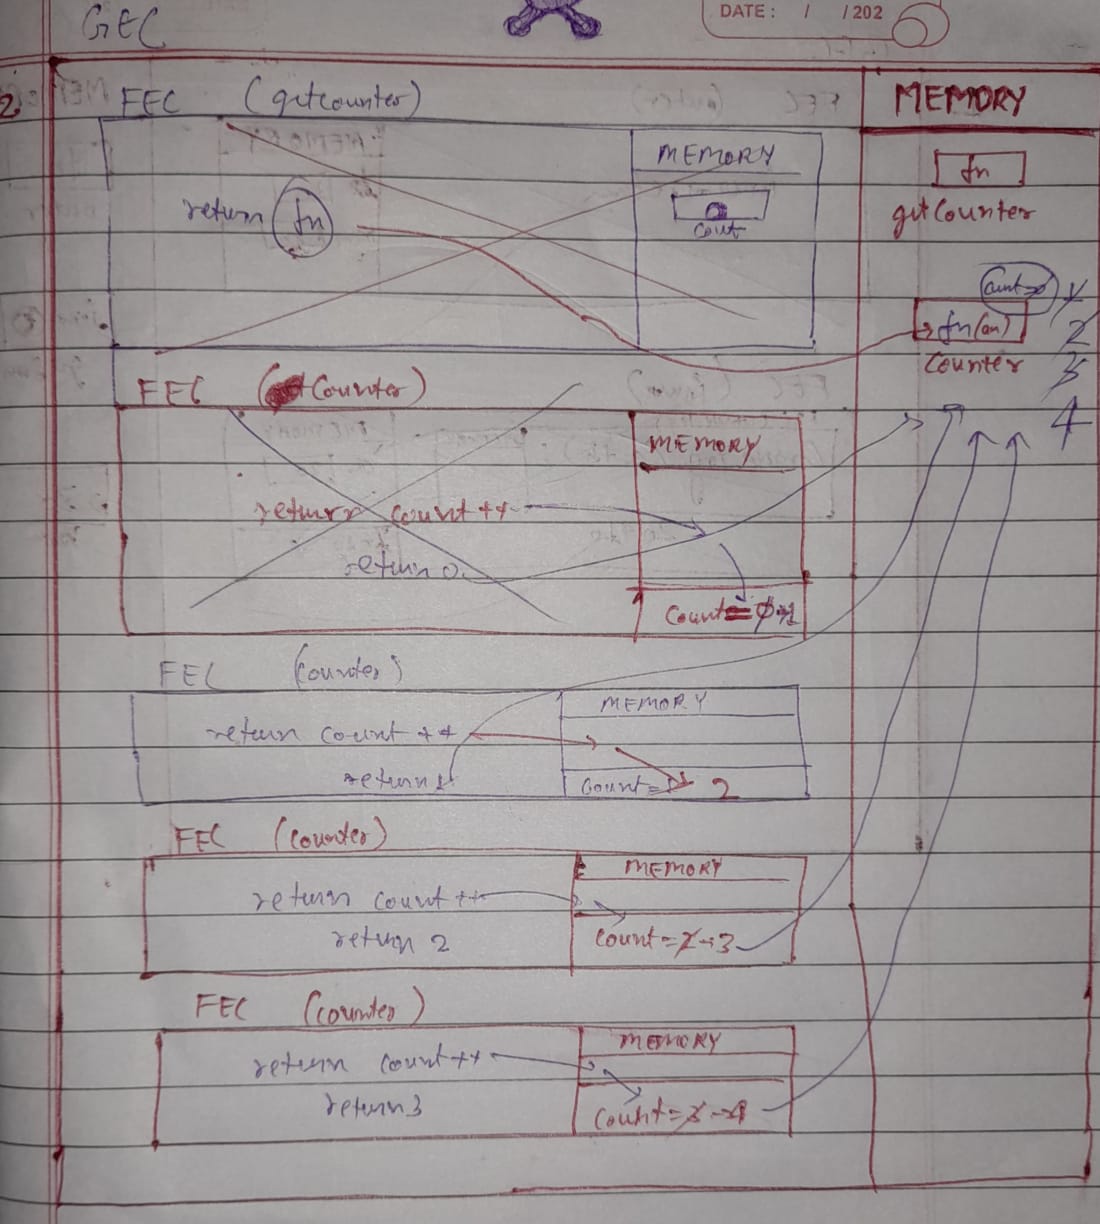 GEC
DATE: / /202
2
FEC (getcounter)
MEMORY
fn
getCounter
MEMORY
cout
return fn
count=0 1
2
3
4
fn(an)
Counter
FEC (Counter)
MEMORY
return count ++
return 0
Count=0→1
FEC (Counter)
MEMORY
return count ++
return 1
Count=1 2
FEC (Counter)
MEMORY
return count ++
return 2
Count=2→3
FEC (Counter)
MEMORY
return count ++
return 3
Count=3→4